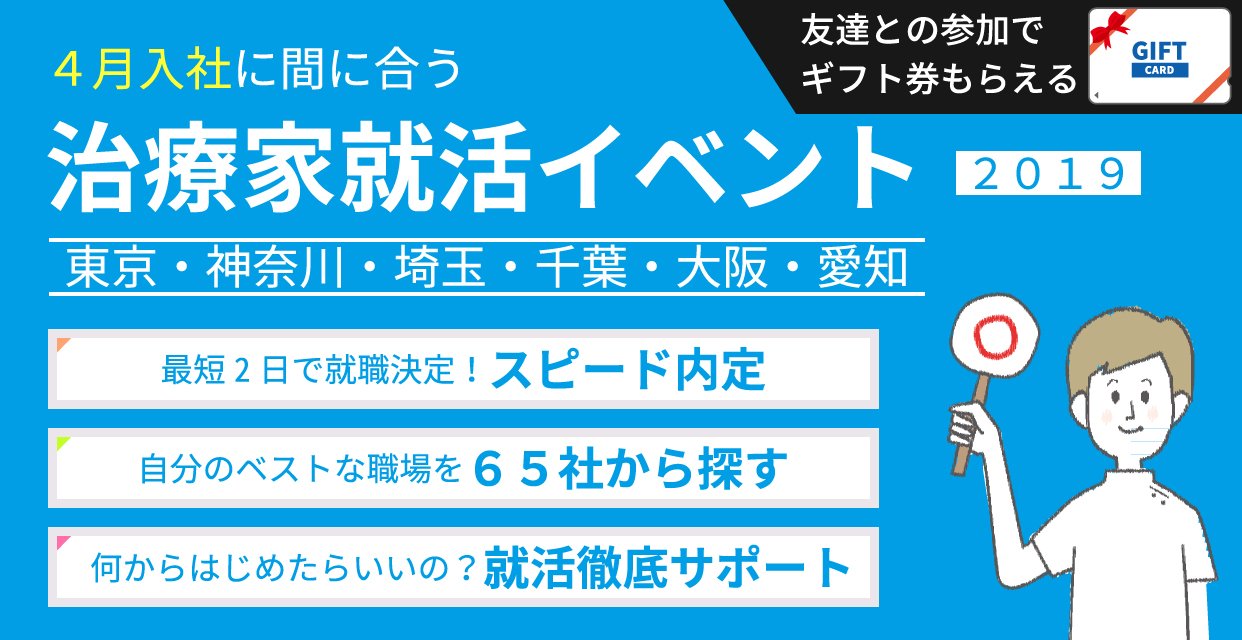 友達との参加で
ギフト券もらえる
GIFT
CARD
４月入社に間に合う
治療家就活イベント
２０１９
東京・神奈川・埼玉・千葉・大阪・愛知
最短２日で就職決定！スピード内定
自分のベストな職場を６５社から探す
何からはじめたらいいの？就活徹底サポート